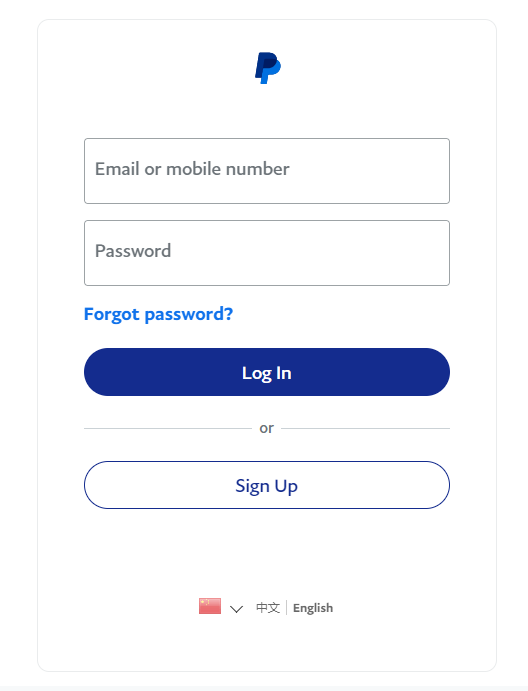 Email or mobile number
Password
Forgot password?
Log In
or
Sign Up
中文 English